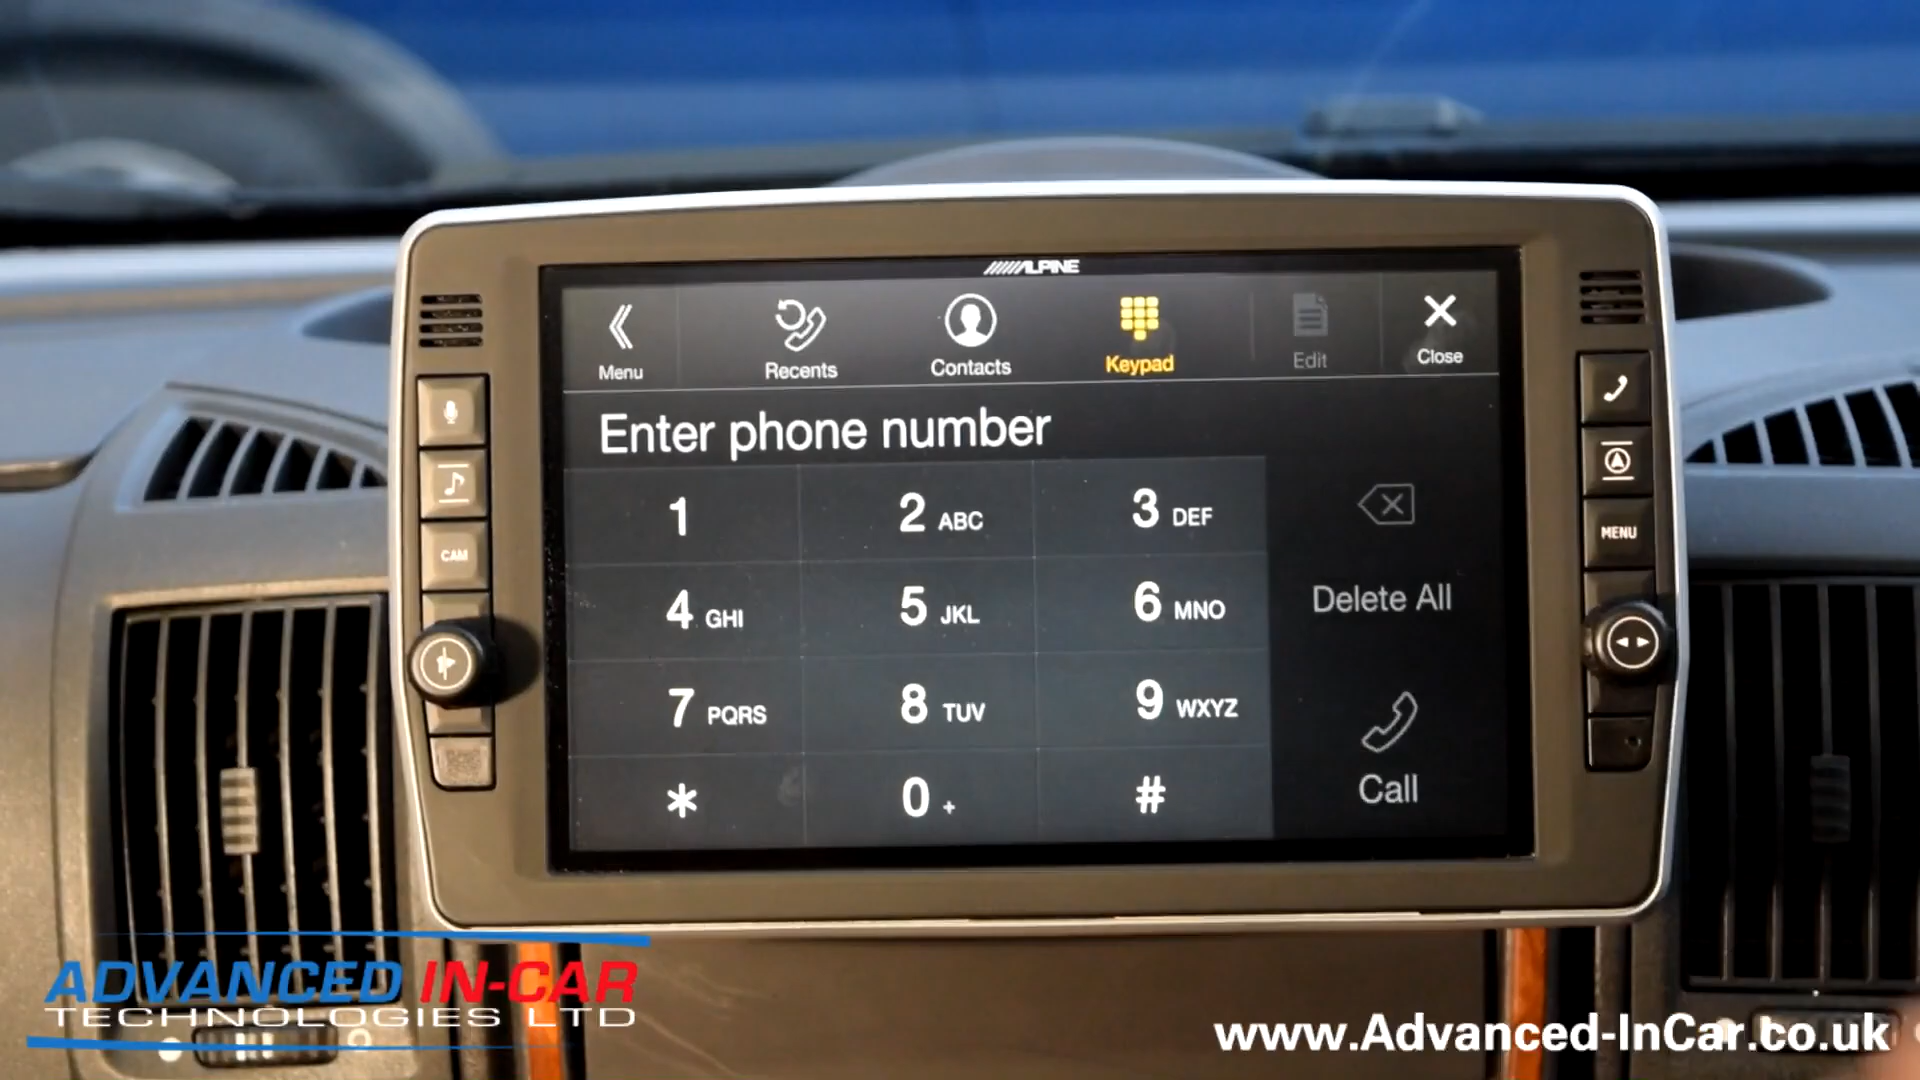 ALPINE
Menu
Recents
Contacts
Keypad
Edit
Close
Enter phone number
1
2 ABC
3 DEF
4 GHI
5 JKL
6 MNO
Delete All
7 PQRS
8 TUV
9 WXYZ
*
0 +
#
Call
CAM
MENU
ADVANCED IN-CAR
TECHNOLOGIES LTD
www.Advanced-InCar.co.uk